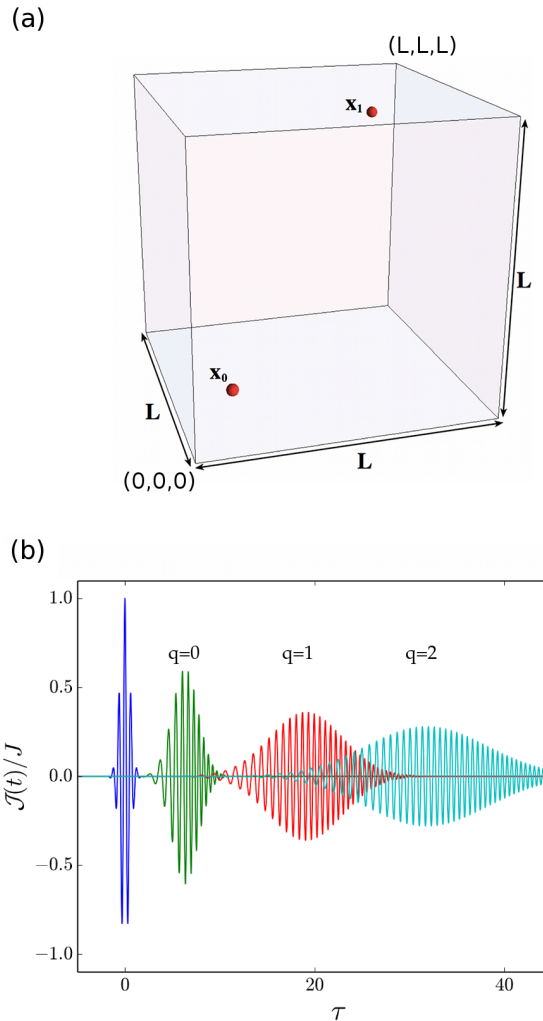 (a)
(L,L,L)
x₁
L
x₀
L
L
(0,0,0)
(b)
1.0
q=0 q=1 q=2
0.5
0.0
−0.5
−1.0
𝒥(t)/J
0 20 40
τ